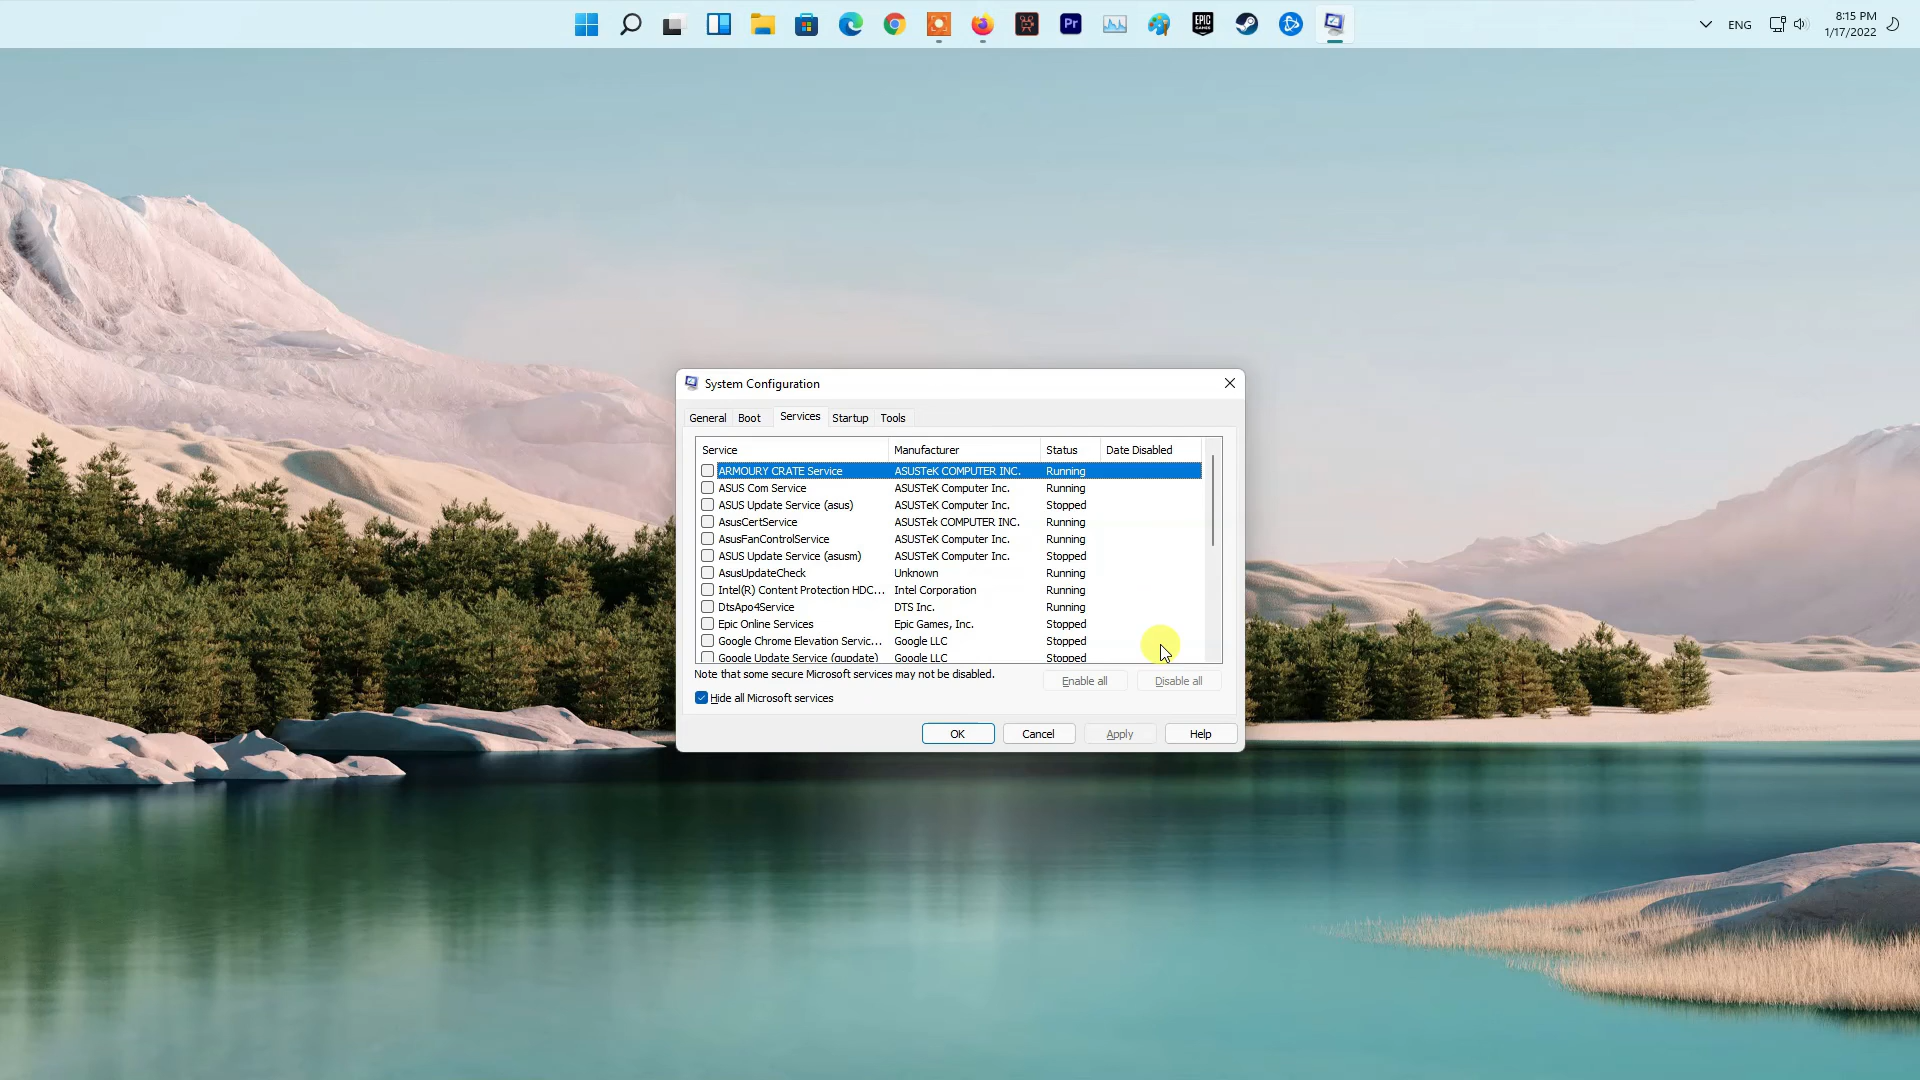 Pr
EPIC GAMES
ENG
8:15 PM
1/17/2022
System Configuration
General Boot Services Startup Tools
Service Manufacturer Status Date Disabled
ARMOURY CRATE Service ASUSTeK COMPUTER INC. Running
ASUS Com Service ASUSTeK Computer Inc. Running
ASUS Update Service (asus) ASUSTeK Computer Inc. Stopped
AsusCertService ASUSTek COMPUTER INC. Running
AsusFanControlService ASUSTeK Computer Inc. Running
ASUS Update Service (asusm) ASUSTeK Computer Inc. Stopped
AsusUpdateCheck Unknown Running
Intel(R) Content Protection HDC... Intel Corporation Running
DtsApo4Service DTS Inc. Running
Epic Online Services Epic Games, Inc. Stopped
Google Chrome Elevation Servic... Google LLC Stopped
Google Update Service (gupdate) Google LLC Stopped
Note that some secure Microsoft services may not be disabled.
Enable all Disable all
Hide all Microsoft services
OK Cancel Apply Help